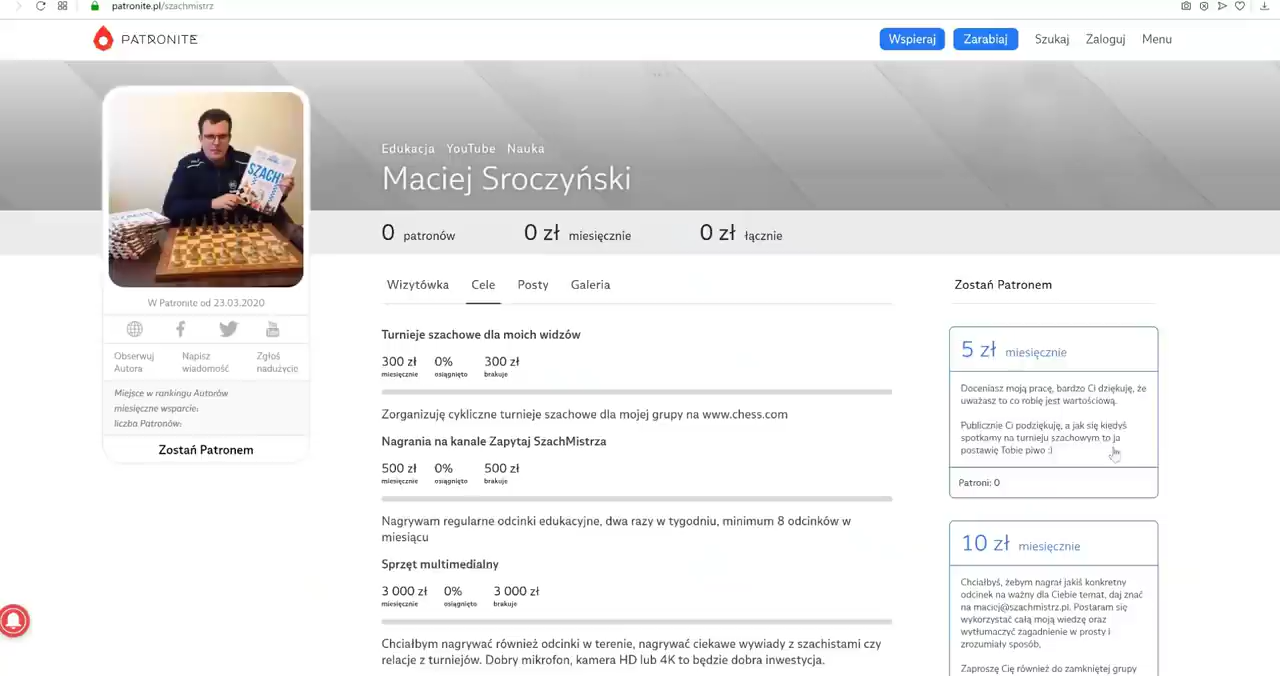 patronite.pl/szachmistrz
PATRONITE
Wspieraj
Zarabiaj
Szukaj
Zaloguj
Menu
SZACHY
Edukacja YouTube Nauka
Maciej Sroczyński
0 patronów
0 zł miesięcznie
0 zł łącznie
W Patronite od 23.03.2020
Obserwuj
Autora
Napisz
wiadomość
Zgłoś
nadużycie
Miejsce w rankingu Autorów
miesięczne wsparcie:
liczba Patronów:
Zostań Patronem
Wizytówka
Cele
Posty
Galeria
Turnieje szachowe dla moich widzów
300 zł 0% 300 zł
miesięcznie osiągnięto brakuje
Zorganizuję cykliczne turnieje szachowe dla mojej grupy na www.chess.com
Nagrania na kanale Zapytaj SzachMistrza
500 zł 0% 500 zł
miesięcznie osiągnięto brakuje
Nagrywam regularne odcinki edukacyjne, dwa razy w tygodniu, minimum 8 odcinków w
miesiącu
Sprzęt multimedialny
3 000 zł 0% 3 000 zł
miesięcznie osiągnięto brakuje
Chciałbym nagrywać również odcinki w terenie, nagrywać ciekawe wywiady z szachistami czy
relacje z turniejów. Dobry mikrofon, kamera HD lub 4K to będzie dobra inwestycja.
Zostań Patronem
5 zł miesięcznie
Doceniasz moją pracę, bardzo Ci dziękuję, że
uważasz to co robię jest wartościową.
Publicznie Ci podziękuję, a jak się kiedyś
spotkamy na turnieju szachowym to ja
postawię Tobie piwo :)
Patroni: 0
10 zł miesięcznie
Chciałbyś, żebym nagrał jakiś konkretny
odcinek na ważny dla Ciebie temat, daj znać
na maciej@szachmistrz.pl. Postaram się
wykorzystać całą moją wiedzę oraz
wytłumaczyć zagadnienie w prosty i
zrozumiały sposób.
Zaproszę Cię również do zamkniętej grupy